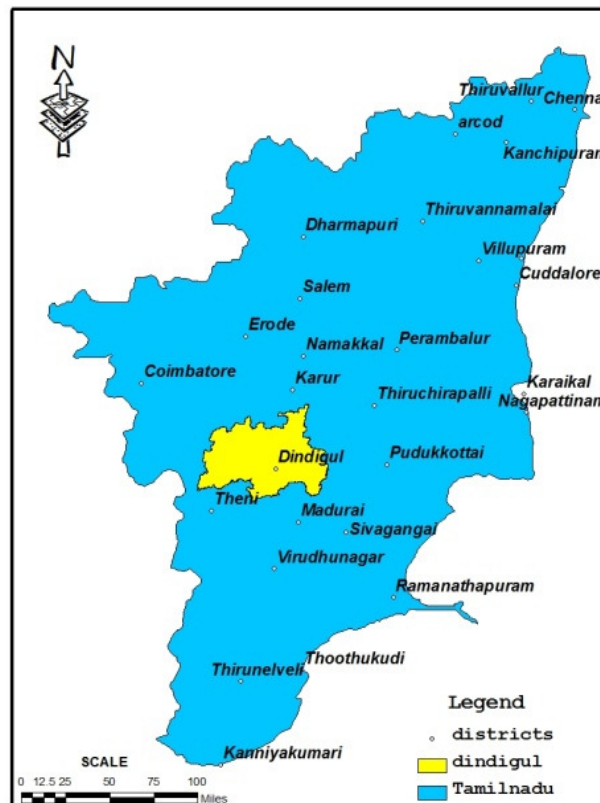 N
Thiruvallur
Chenna
arcod
Kanchipuram
Thiruvannamalai
Dharmapuri
Villupuram
Cuddalore
Salem
Erode
Namakkal
Perambalur
Coimbatore
Karur
Karaikal
Thiruchirapalli
Nagapattinam
Dindigul
Pudukkottai
Theni
Madurai
Sivagangai
Virudhunagar
Ramanathapuram
Thoothukudi
Thirunelveli
Kanniyakumari
Legend
districts
dindigul
Tamilnadu
SCALE
0 12.5 25 50 75 100
Miles